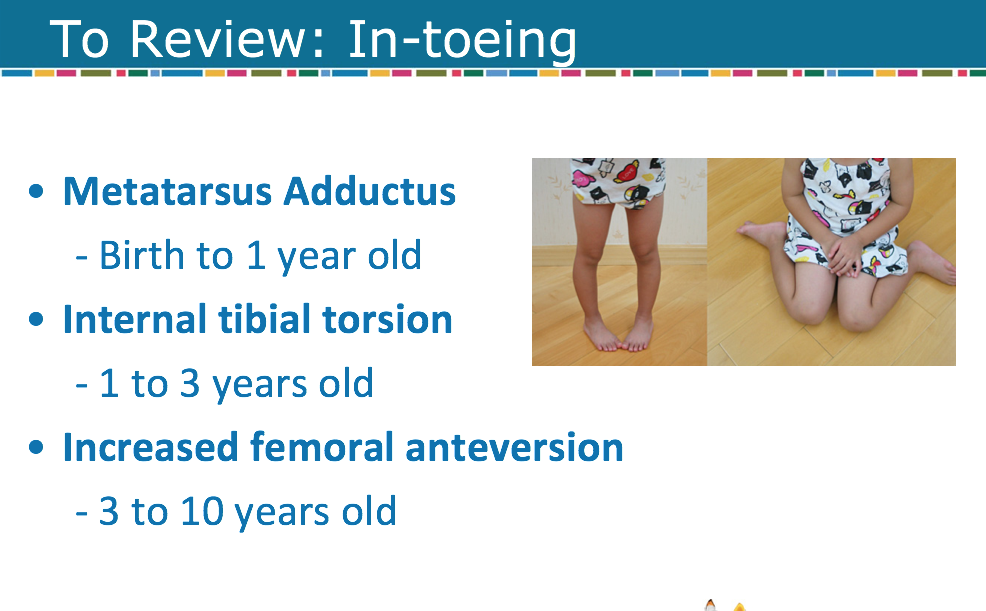 To Review: In-toeing
• Metatarsus Adductus
- Birth to 1 year old
• Internal tibial torsion
- 1 to 3 years old
• Increased femoral anteversion
- 3 to 10 years old